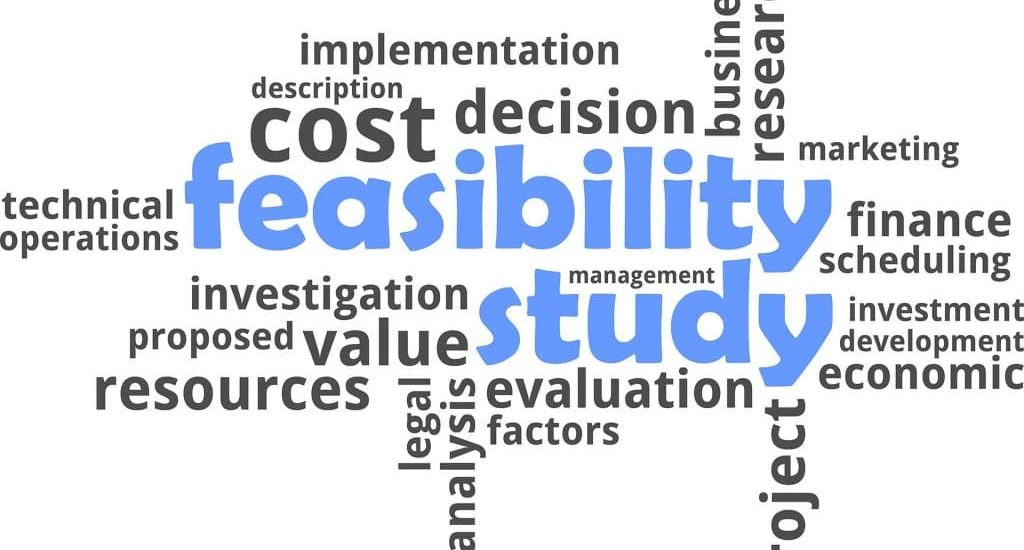 implementation
description
cost
decision
busine
resear
marketing
feasibility
technical
operations
finance
scheduling
management
study
investigation
investment
proposed
value
development
resources
evaluation
economic
legal
analysis
factors
roject